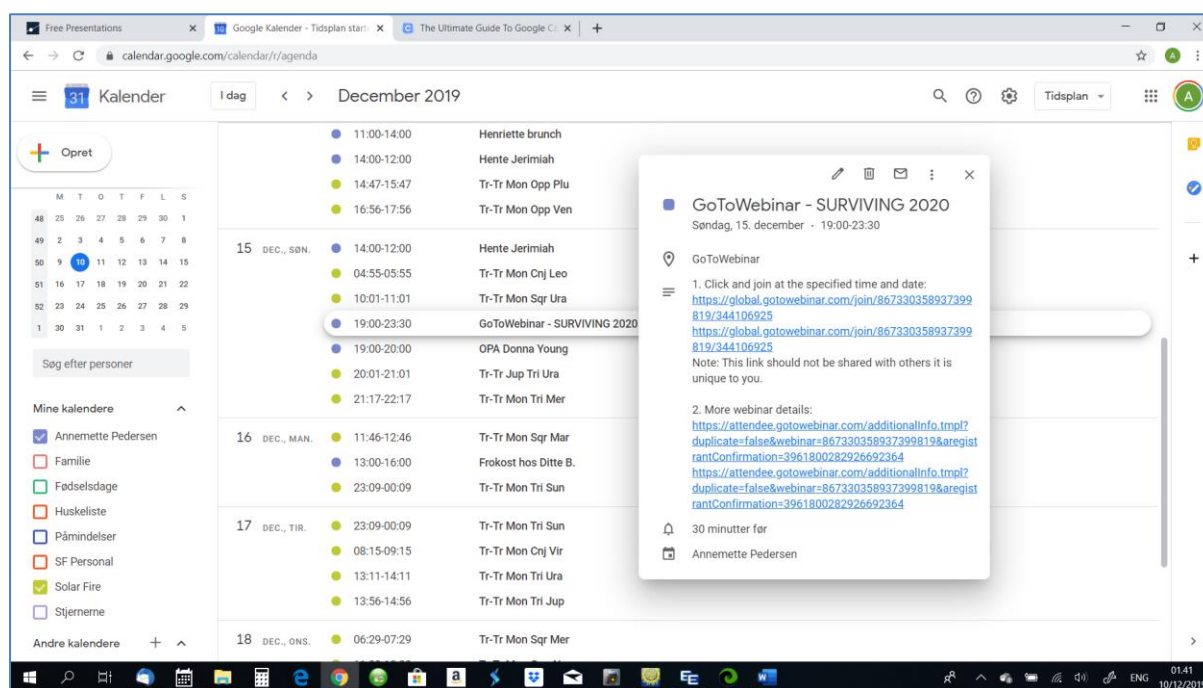 Free Presentations
Google Kalender - Tidsplan start
The Ultimate Guide To Google C
calendar.google.com/calendar/r/agenda
A
31
Kalender
I dag
December 2019
Tidsplan
A
Opret
M T O T F L S
48 25 26 27 28 29 30 1
49 2 3 4 5 6 7 8
50 9 10 11 12 13 14 15
51 16 17 18 19 20 21 22
52 23 24 25 26 27 28 29
1 30 31 1 2 3 4 5
Søg efter personer
Mine kalendere
Annemette Pedersen
Familie
Fødselsdage
Huskeliste
Påmindelser
SF Personal
Solar Fire
Stjernerne
Andre kalendere
11:00-14:00 Henriette brunch
14:00-12:00 Hente Jerimiah
14:47-15:47 Tr-Tr Mon Opp Plu
16:56-17:56 Tr-Tr Mon Opp Ven
15 DEC., SØN. 14:00-12:00 Hente Jerimiah
04:55-05:55 Tr-Tr Mon Cnj Leo
10:01-11:01 Tr-Tr Mon Sqr Ura
19:00-23:30 GoToWebinar - SURVIVING 2020
19:00-20:00 OPA Donna Young
20:01-21:01 Tr-Tr Jup Tri Ura
21:17-22:17 Tr-Tr Mon Tri Mer
16 DEC., MAN. 11:46-12:46 Tr-Tr Mon Sqr Mar
13:00-16:00 Frokost hos Ditte B.
23:09-00:09 Tr-Tr Mon Tri Sun
17 DEC., TIR. 23:09-00:09 Tr-Tr Mon Tri Sun
08:15-09:15 Tr-Tr Mon Cnj Vir
13:11-14:11 Tr-Tr Mon Tri Ura
13:56-14:56 Tr-Tr Mon Tri Jup
18 DEC., ONS. 06:29-07:29 Tr-Tr Mon Sqr Mer
GoToWebinar - SURVIVING 2020
Søndag, 15. december - 19:00-23:30
GoToWebinar
1. Click and join at the specified time and date:
https://global.gotowebinar.com/join/867330358937399
819/344106925
https://global.gotowebinar.com/join/867330358937399
819/344106925
Note: This link should not be shared with others it is
unique to you.
2. More webinar details:
https://attendee.gotowebinar.com/additionalInfo.tmpl?
duplicate=false&webinar=867330358937399819&aregist
rantConfirmation=3961800282926692364
https://attendee.gotowebinar.com/additionalInfo.tmpl?
duplicate=false&webinar=867330358937399819&aregist
rantConfirmation=3961800282926692364
30 minutter før
Annemette Pedersen
ENG
01.41
10/12/201